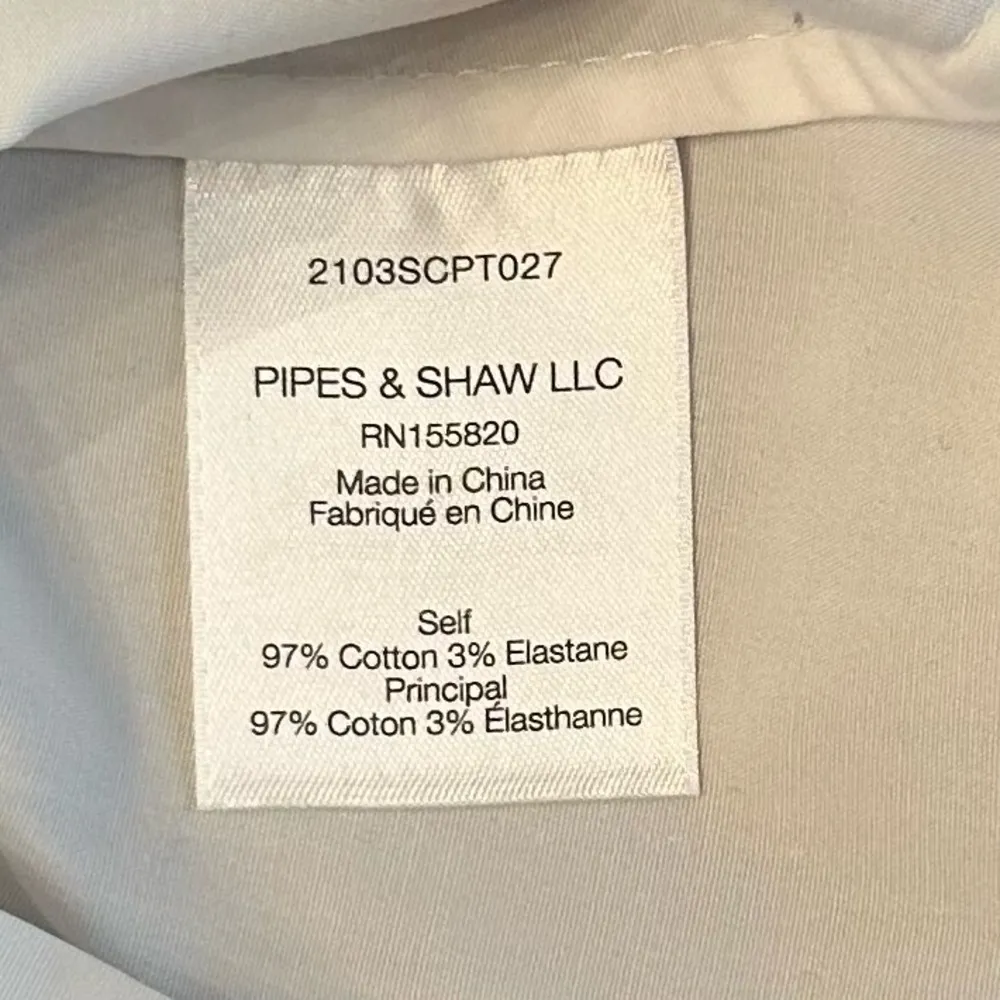 2103SCPT027
PIPES & SHAW LLC
RN155820
Made in China
Fabriqué en Chine
Self
97% Cotton 3% Elastane
Principal
97% Coton 3% Élasthanne